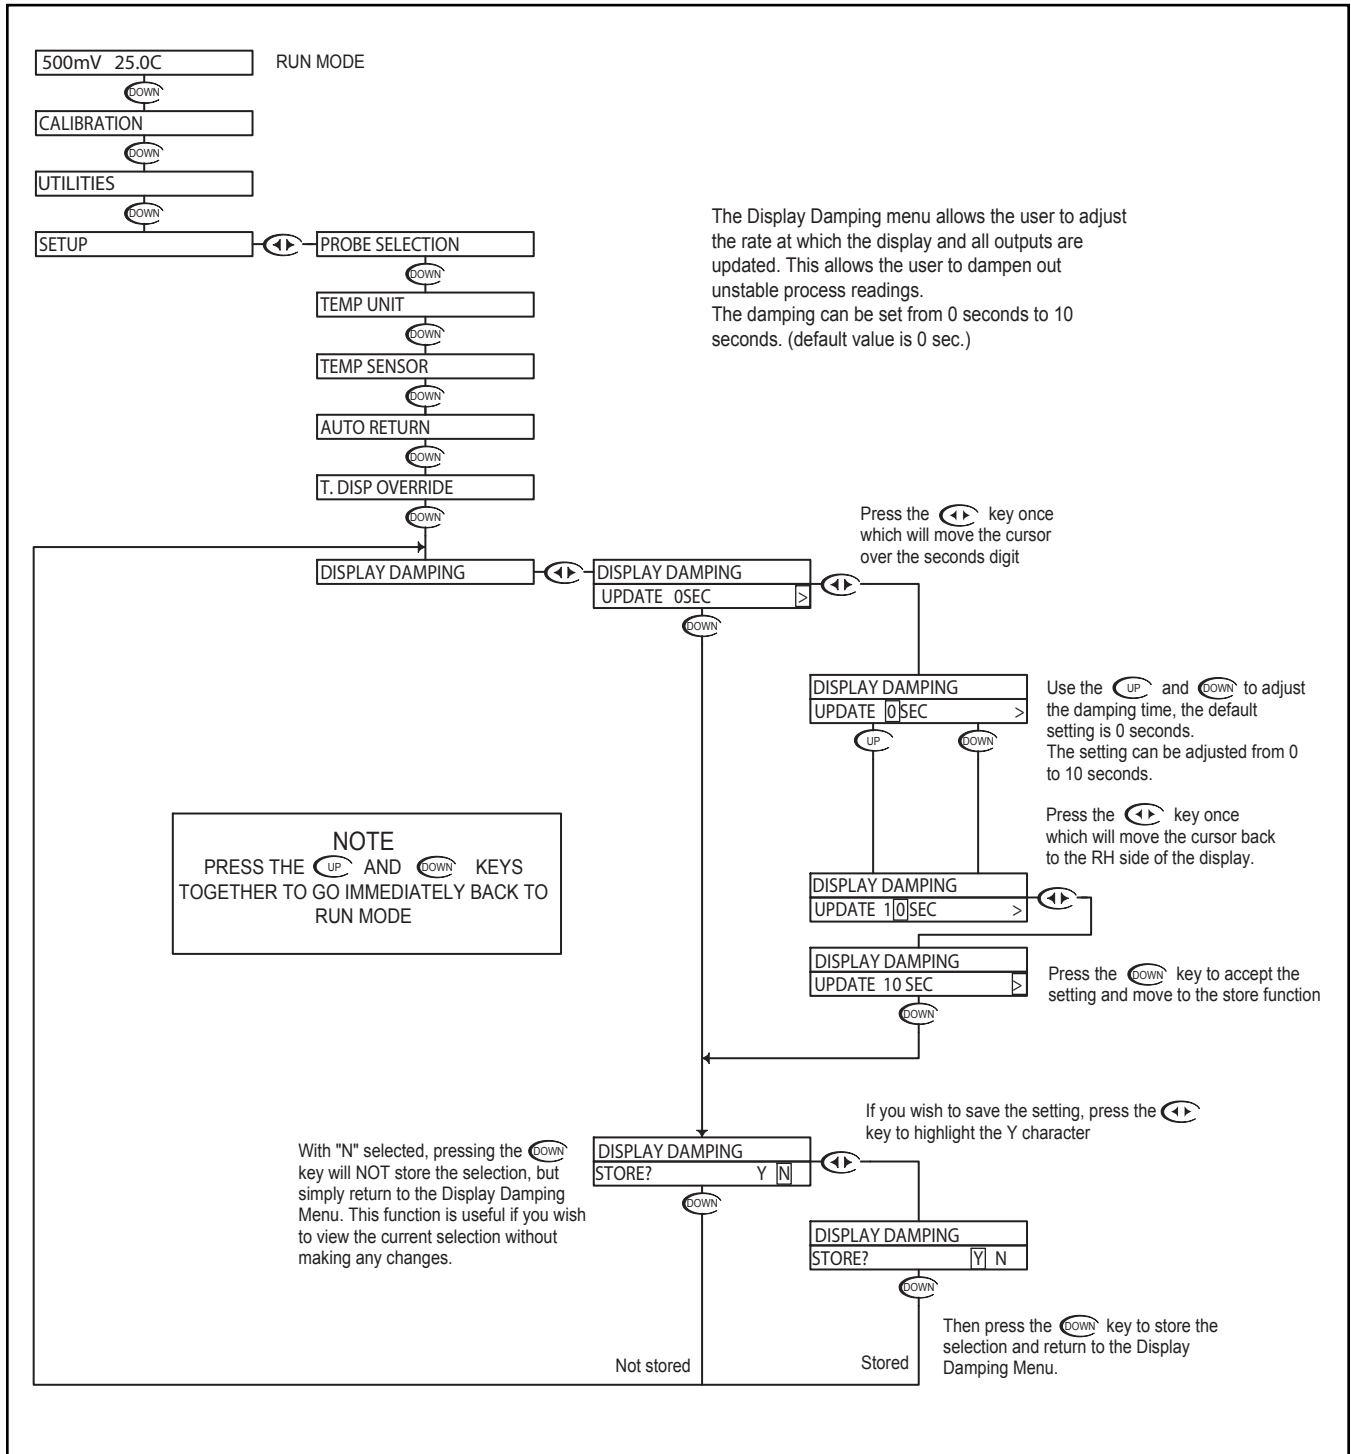 500mV 25.0C
RUN MODE
DOWN
CALIBRATION
DOWN
UTILITIES
DOWN
SETUP
PROBE SELECTION
DOWN
TEMP UNIT
DOWN
TEMP SENSOR
DOWN
AUTO RETURN
DOWN
T. DISP OVERRIDE
DOWN
DISPLAY DAMPING
The Display Damping menu allows the user to adjust
the rate at which the display and all outputs are
updated. This allows the user to dampen out
unstable process readings.
The damping can be set from 0 seconds to 10
seconds. (default value is 0 sec.)
DISPLAY DAMPING
UPDATE 0SEC >
DOWN
Press the key once
which will move the cursor
over the seconds digit
DISPLAY DAMPING
UPDATE 0SEC >
UP DOWN
Use the UP and DOWN to adjust
the damping time, the default
setting is 0 seconds.
The setting can be adjusted from 0
to 10 seconds.
Press the key once
which will move the cursor back
to the RH side of the display.
DISPLAY DAMPING
UPDATE 10SEC >
DISPLAY DAMPING
UPDATE 10 SEC >
DOWN
Press the DOWN key to accept the
setting and move to the store function
NOTE
PRESS THE UP AND DOWN KEYS
TOGETHER TO GO IMMEDIATELY BACK TO
RUN MODE
If you wish to save the setting, press the
key to highlight the Y character
With "N" selected, pressing the DOWN
key will NOT store the selection, but
simply return to the Display Damping
Menu. This function is useful if you wish
to view the current selection without
making any changes.
DISPLAY DAMPING
STORE? Y N
DOWN
DISPLAY DAMPING
STORE? Y N
DOWN
Then press the DOWN key to store the
selection and return to the Display
Damping Menu.
Not stored
Stored